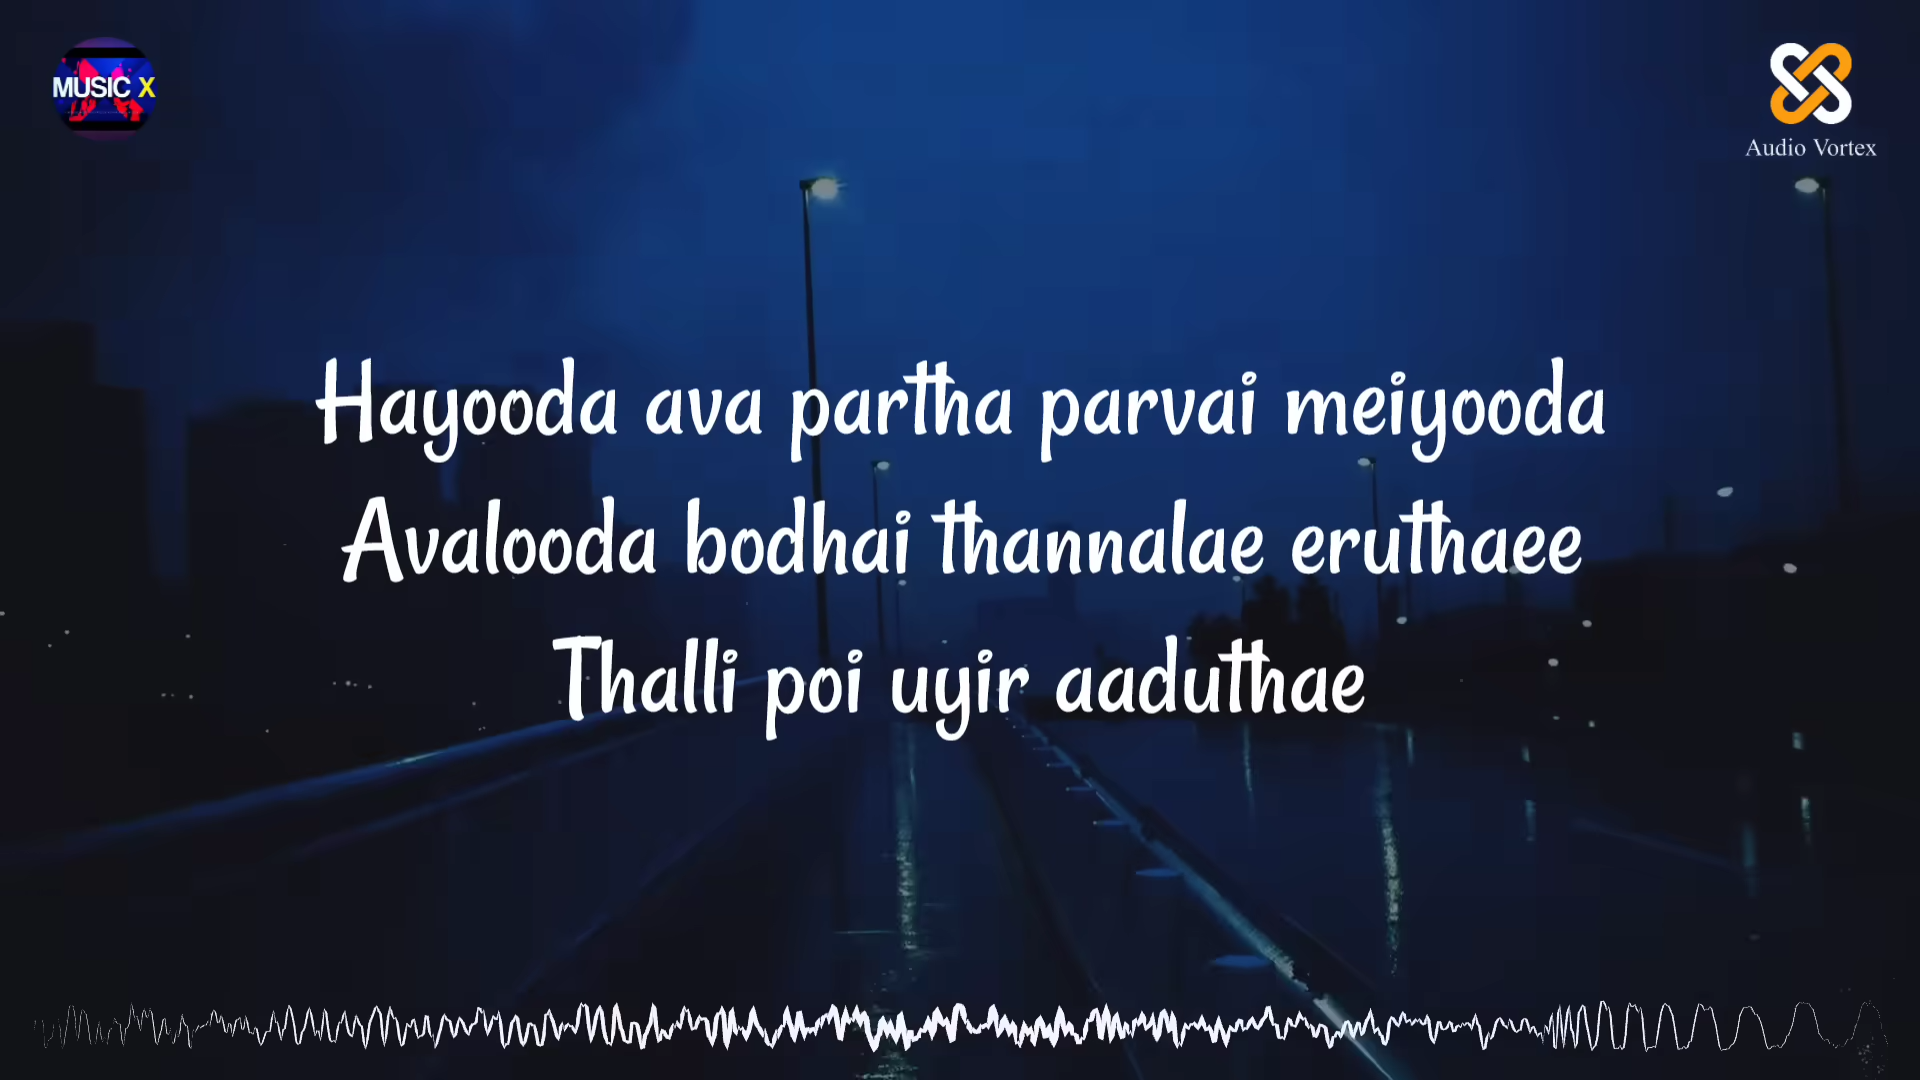 MUSIC X
Audio Vortex
Hayooda ava partha parvai meiyooda
Avalooda bodhai thannalae eruthaee
Thalli poi uyir aaduthae